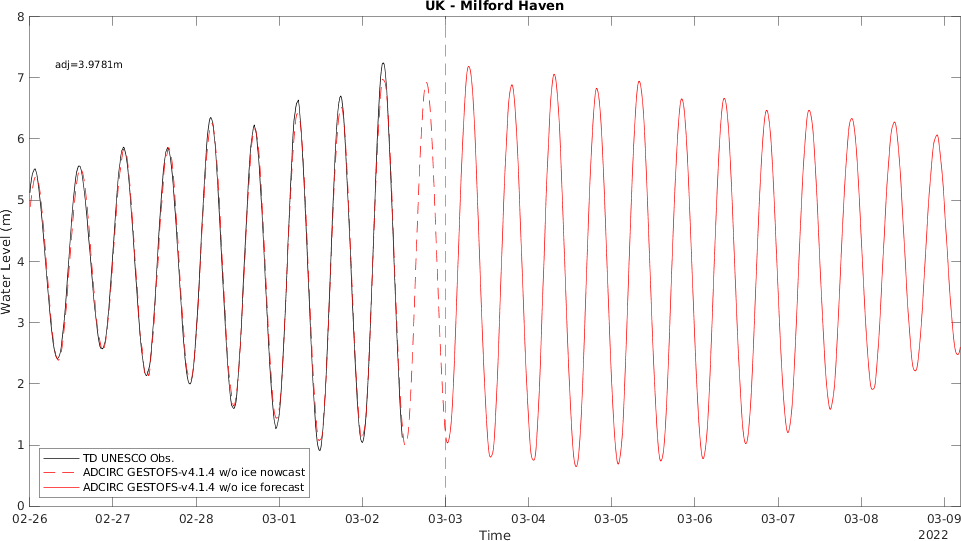 UK - Milford Haven
8
7
6
5
4
3
2
1
0
Water Level (m)
adj=3.9781m
TD UNESCO Obs.
ADCIRC GESTOFS-v4.1.4 w/o ice nowcast
ADCIRC GESTOFS-v4.1.4 w/o ice forecast
02-26 02-27 02-28 03-01 03-02 03-03 03-04 03-05 03-06 03-07 03-08 03-09
2022
Time